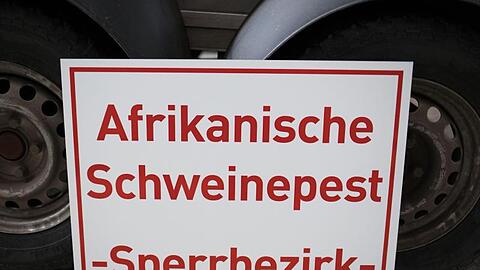 Afrikanische
Schweinepest
-Sperrbezirk-